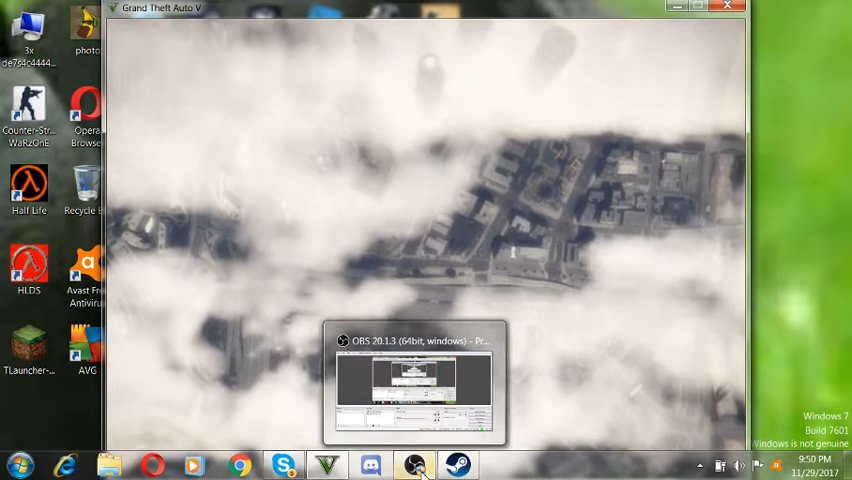 Grand Theft Auto V
3x
de7s4c4444...
photo
Counter-Str...
WaRzOnE
Opera
Browse
Half Life
Recycle B
HLDS
Avast Fre
Antiviru
TLauncher-...
AVG
OBS 20.1.3 (64bit, windows) - Pr...
Windows 7
Build 7601
Windows is not genuine
9:50 PM
11/29/2017